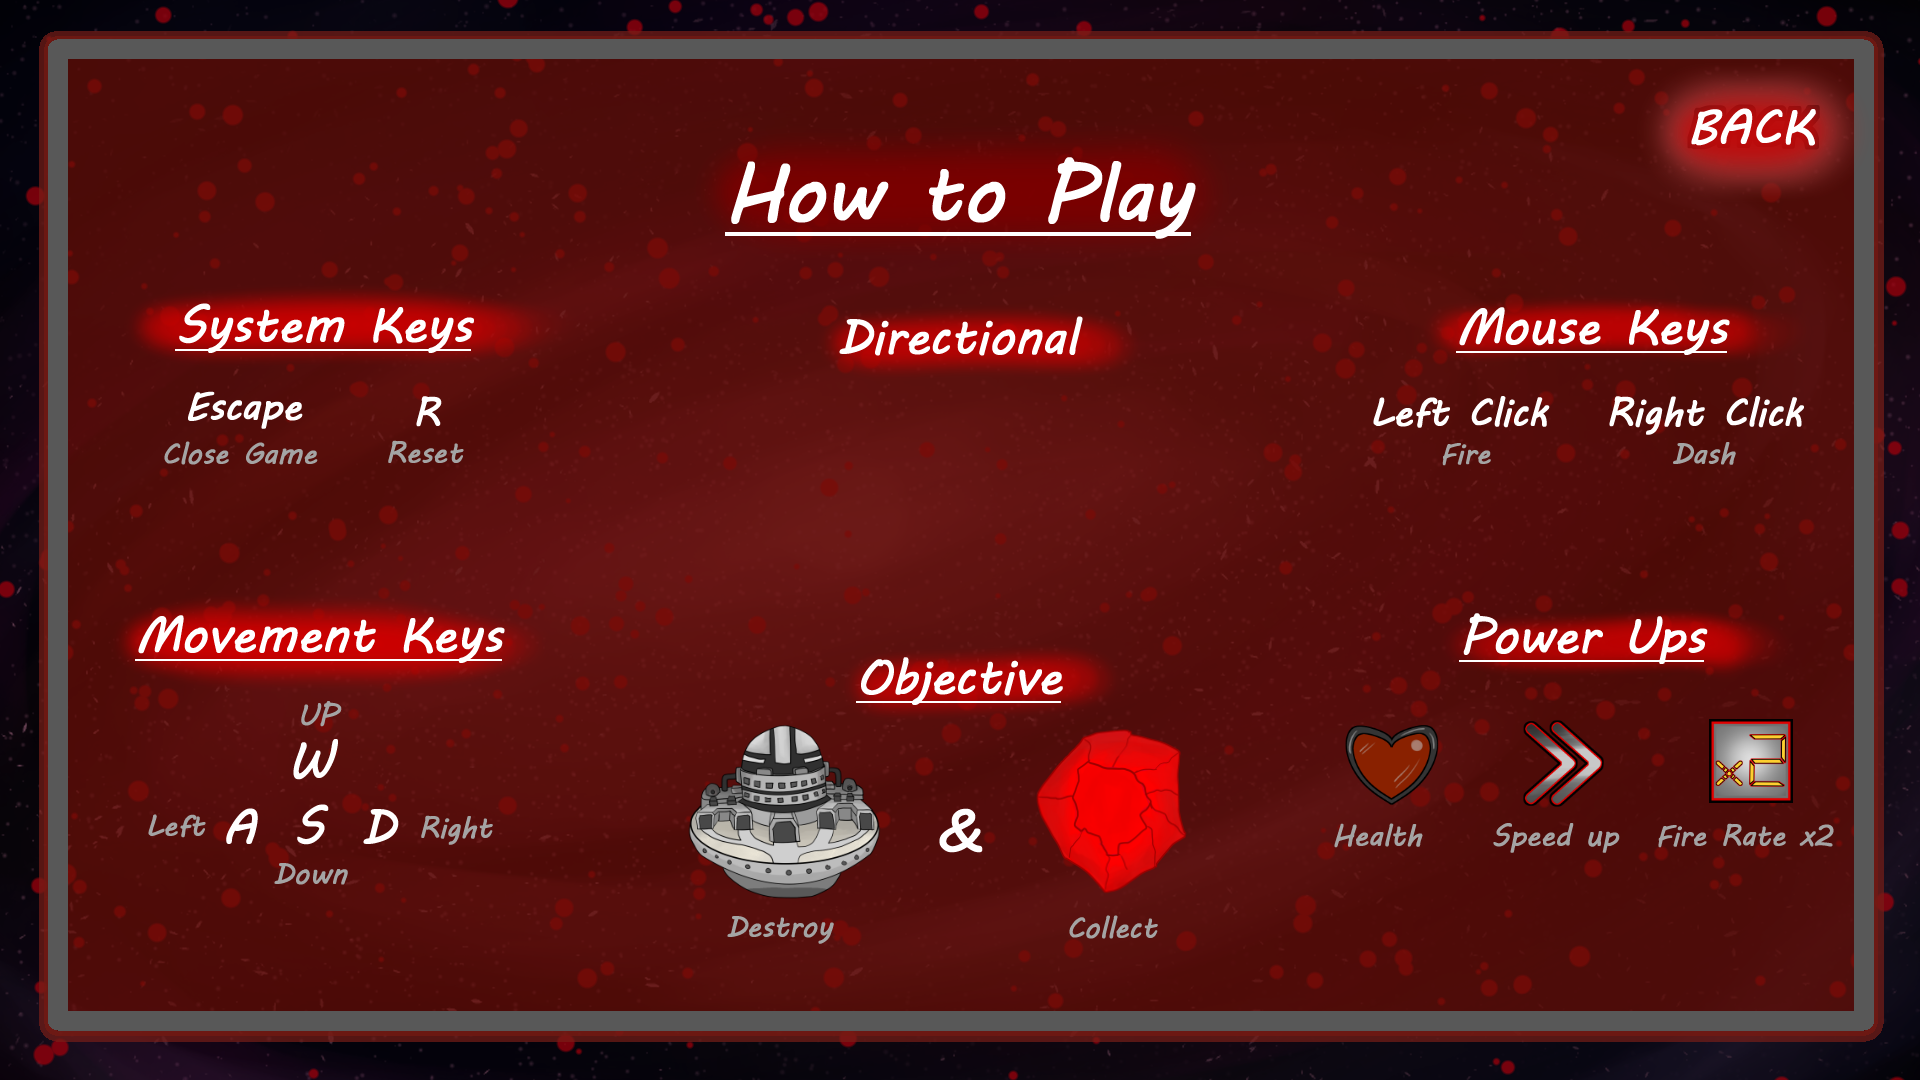 BACK
How to Play
System Keys
Escape R
Close Game Reset
Directional
Mouse Keys
Left Click Right Click
Fire Dash
Movement Keys
UP
W
Left A S D Right
Down
Objective
&
Destroy Collect
Power Ups
x2
Health Speed up Fire Rate x2